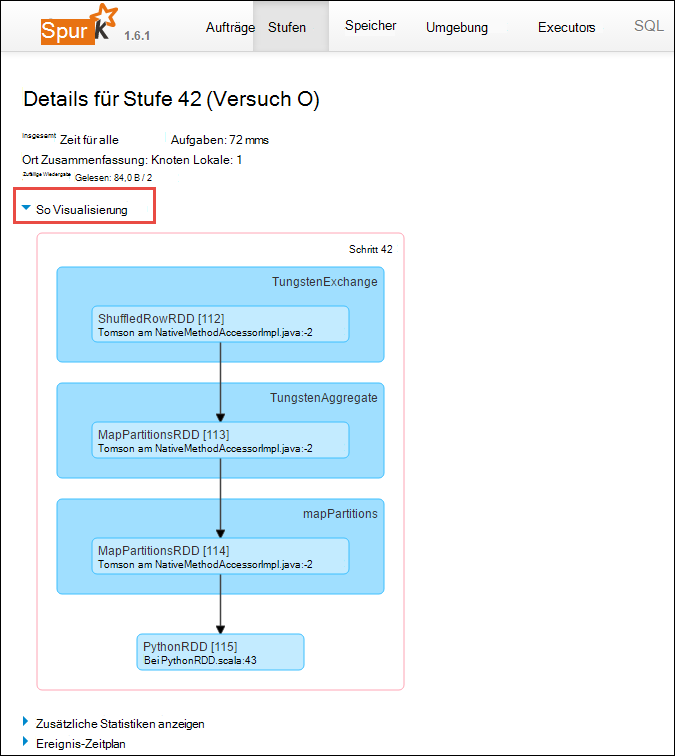 Spur K 1.6.1 Aufträge Stufen Speicher Umgebung Executors SQL
Details für Stufe 42 (Versuch O)
Insgesamt Zeit für alle Aufgaben: 72 mms
Ort Zusammenfassung: Knoten Lokale: 1
Zufällige Wiedergabe Gelesen: 84,0 B / 2
So Visualisierung
Schritt 42
TungstenExchange
ShuffledRowRDD [112]
Tomson am NativeMethodAccessorImpl.java:-2
TungstenAggregate
MapPartitionsRDD [113]
Tomson am NativeMethodAccessorImpl.java:-2
mapPartitions
MapPartitionsRDD [114]
Tomson am NativeMethodAccessorImpl.java:-2
PythonRDD [115]
Bei PythonRDD.scala:43
Zusätzliche Statistiken anzeigen
Ereignis-Zeitplan